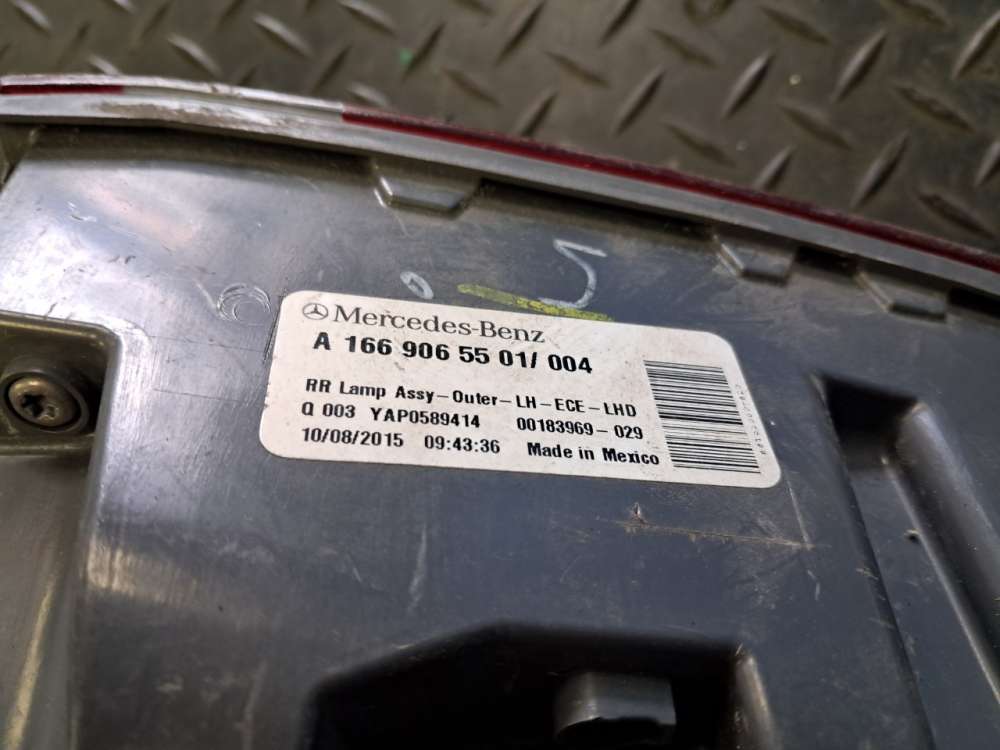 Mercedes-Benz
A 166 906 55 01/ 004
RR Lamp Assy-Outer-LH-ECE-LHD
Q 003 YAP0589414 00183969-029
10/08/2015 09:43:36 Made in Mexico